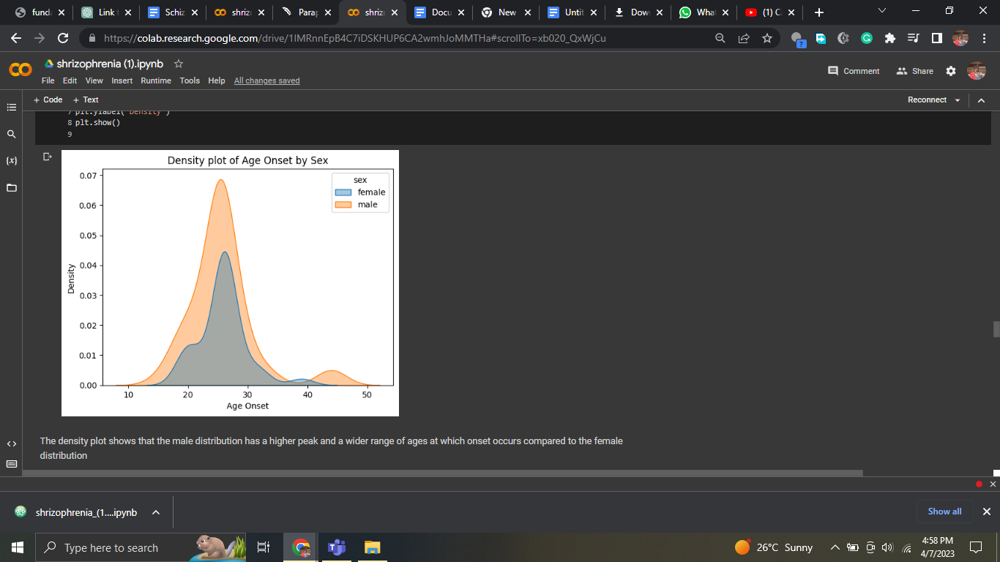 funda
Link t
Schiz
shrizo
Parap
shrizo
Docu
New
Untit
Down
What
(1) C
https://colab.research.google.com/drive/1IMRnnEpB4C7iDSKHUP6CA2wmhJoMMTHa#scrollTo=xb020_QxWjCu
shrizophrenia (1).ipynb
File Edit View Insert Runtime Tools Help All changes saved
Comment Share
+ Code + Text
Reconnect
7 plt.ylabel('Density')
8 plt.show()
9
{x}
Density plot of Age Onset by Sex
sex
female
male
0.07
0.06
0.05
0.04
0.03
0.02
0.01
0.00
Density
10 20 30 40 50
Age Onset
The density plot shows that the male distribution has a higher peak and a wider range of ages at which onset occurs compared to the female
distribution
shrizophrenia_(1....ipynb
Show all
Type here to search
26°C Sunny
4:58 PM
4/7/2023